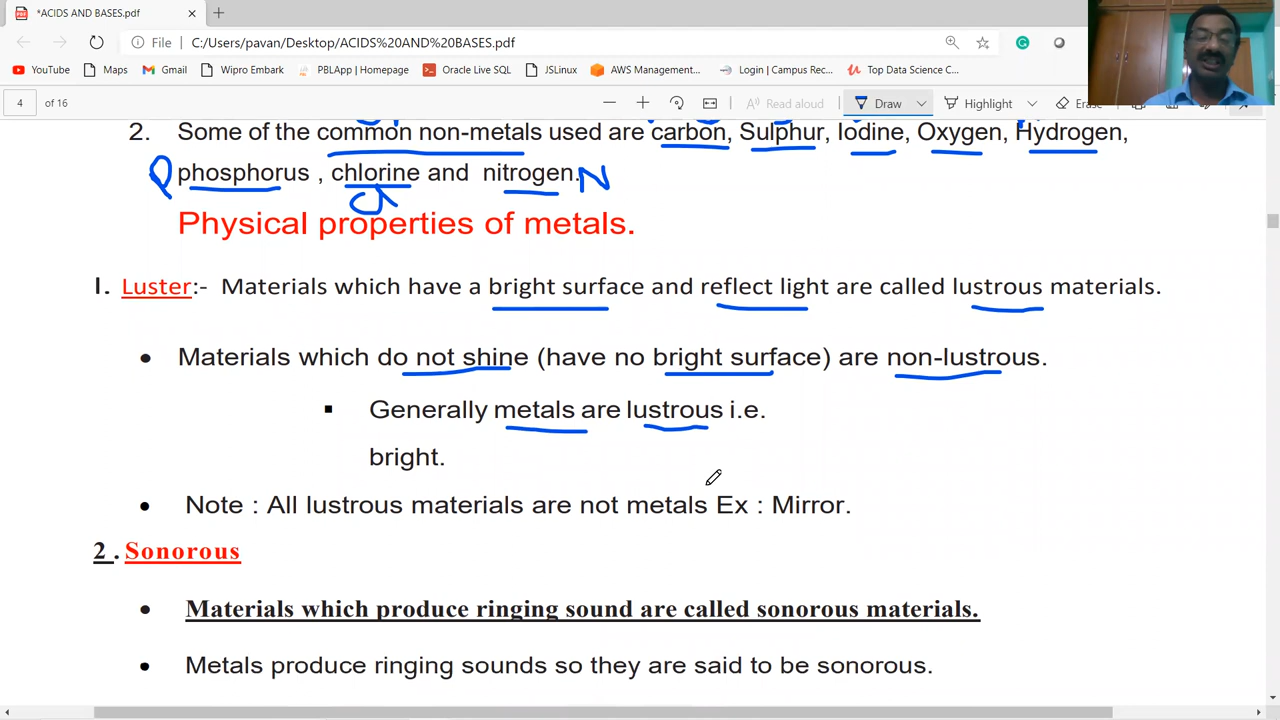 *ACIDS AND BASES.pdf
File C:/Users/pavan/Desktop/ACIDS%20AND%20BASES.pdf
YouTube Maps Gmail Wipro Embark PBLApp | Homepage Oracle Live SQL JSLinux AWS Management... Login | Campus Rec... Top Data Science C...
4 of 16 Read aloud Draw Highlight Erase
2. Some of the common non-metals used are carbon, Sulphur, Iodine, Oxygen, Hydrogen,
phosphorus , chlorine and nitrogen.
P N
Cl
Physical properties of metals.
1. Luster:- Materials which have a bright surface and reflect light are called lustrous materials.
• Materials which do not shine (have no bright surface) are non-lustrous.
▪ Generally metals are lustrous i.e.
bright.
• Note : All lustrous materials are not metals Ex : Mirror.
2 . Sonorous
• Materials which produce ringing sound are called sonorous materials.
• Metals produce ringing sounds so they are said to be sonorous.